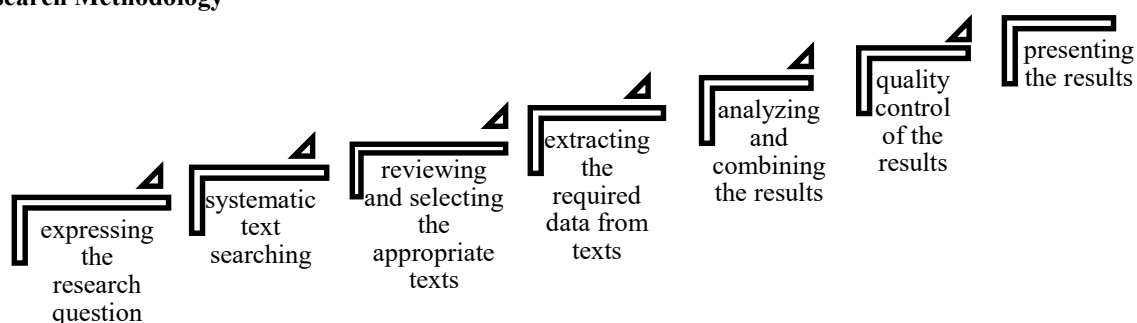 search Methodology
expressing
the
research
question
systematic
text
searching
reviewing
and selecting
the
appropriate
texts
extracting
the
required
data from
texts
analyzing
and
combining
the results
quality
control
of the
results
presenting
the results